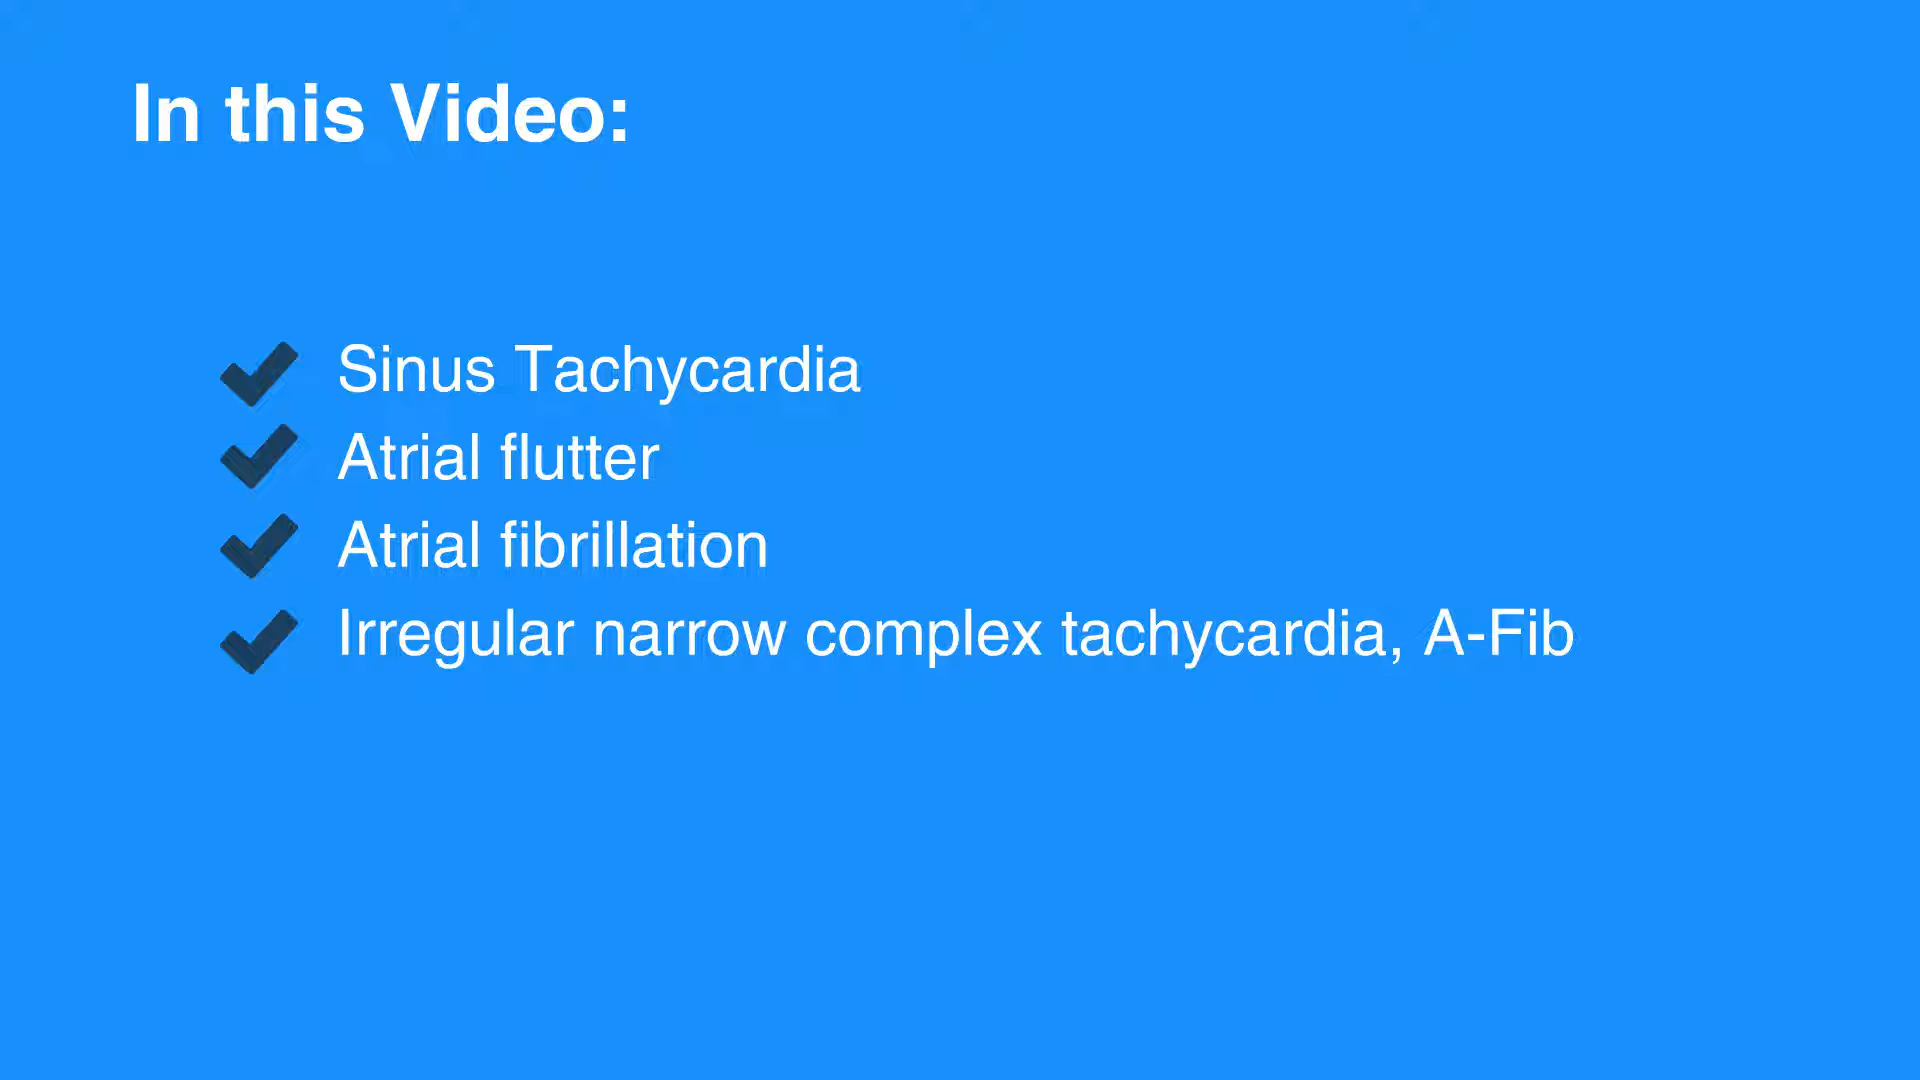 In this Video:
Sinus Tachycardia
Atrial flutter
Atrial fibrillation
Irregular narrow complex tachycardia, A-Fib